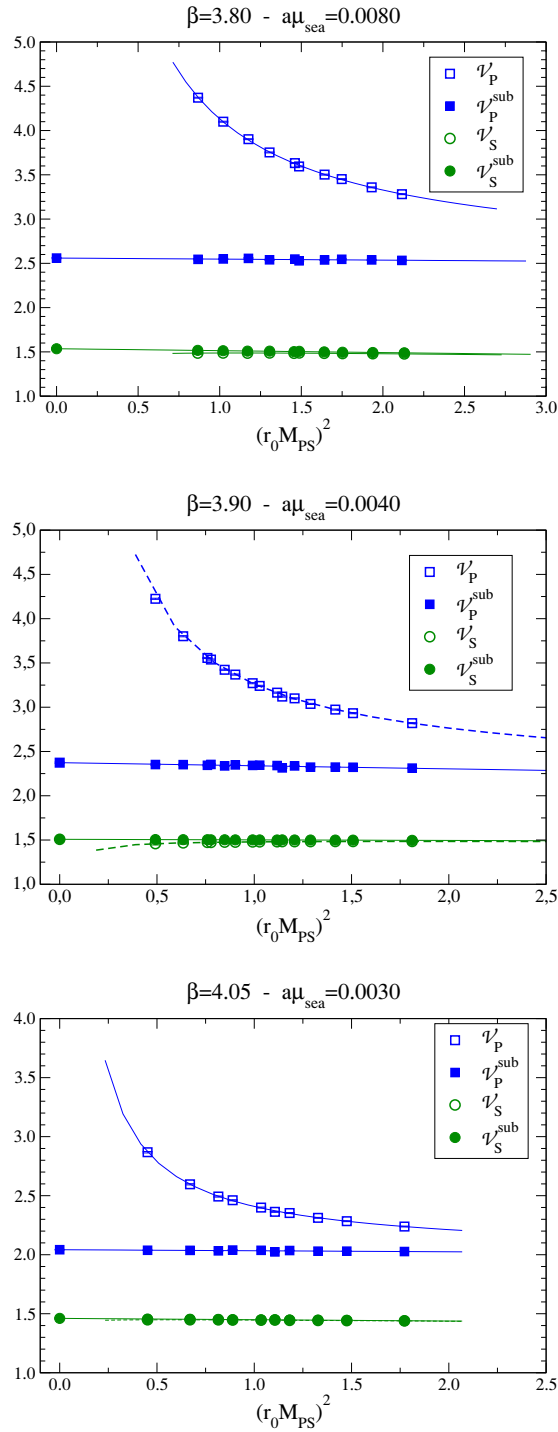 β=3.80 - aμsea=0.0080
5.0
4.5
4.0
3.5
3.0
2.5
2.0
1.5
1.0
𝒱P
𝒱Psub
𝒱S
𝒱Ssub
0.0 0.5 1.0 1.5 2.0 2.5 3.0
(r0MPS)2
β=3.90 - aμsea=0.0040
5,0
4,5
4,0
3,5
3,0
2,5
2,0
1,5
1,0
𝒱P
𝒱Psub
𝒱S
𝒱Ssub
0,0 0,5 1,0 1,5 2,0 2,5
(r0MPS)2
β=4.05 - aμsea=0.0030
4.0
3.5
3.0
2.5
2.0
1.5
1.0
𝒱P
𝒱Psub
𝒱S
𝒱Ssub
0.0 0.5 1.0 1.5 2.0 2.5
(r0MPS)2